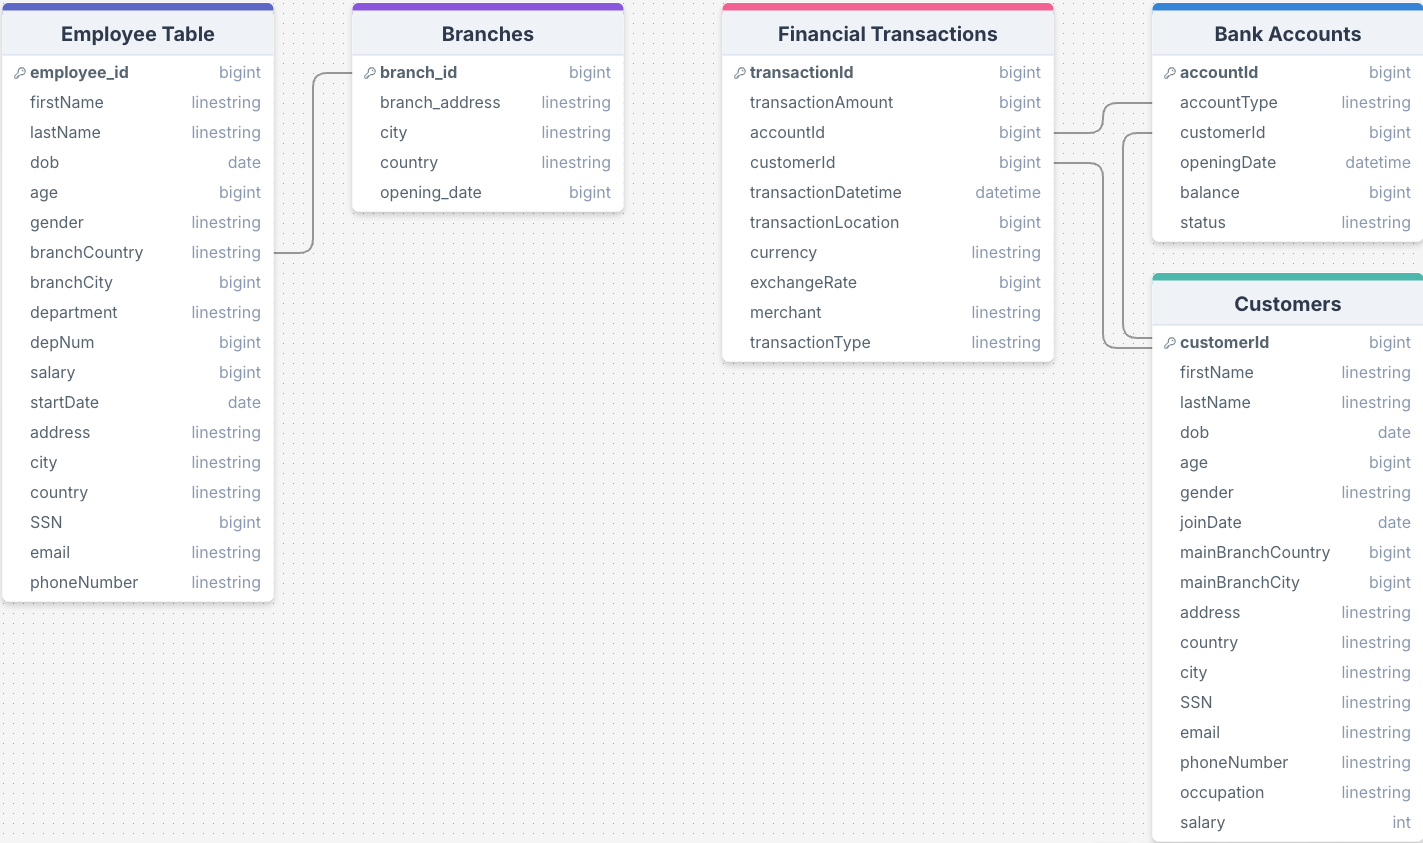 Employee Table
employee_id bigint
firstName linestring
lastName linestring
dob date
age bigint
gender linestring
branchCountry linestring
branchCity bigint
department linestring
depNum bigint
salary bigint
startDate date
address linestring
city linestring
country linestring
SSN bigint
email linestring
phoneNumber linestring
Branches
branch_id bigint
branch_address linestring
city linestring
country linestring
opening_date bigint
Financial Transactions
transactionId bigint
transactionAmount bigint
accountId bigint
customerId bigint
transactionDatetime datetime
transactionLocation bigint
currency linestring
exchangeRate bigint
merchant linestring
transactionType linestring
Bank Accounts
accountId bigint
accountType linestring
customerId bigint
openingDate datetime
balance bigint
status linestring
Customers
customerId bigint
firstName linestring
lastName linestring
dob date
age bigint
gender linestring
joinDate date
mainBranchCountry bigint
mainBranchCity bigint
address linestring
country linestring
city linestring
SSN linestring
email linestring
phoneNumber linestring
occupation linestring
salary int